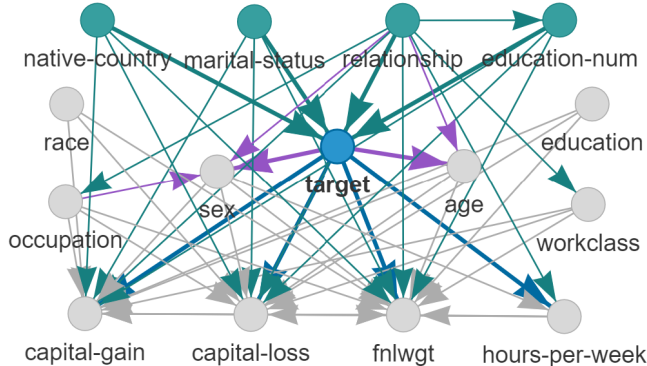 native-country marital-status relationship education-num
race education
target
sex age
occupation workclass
capital-gain capital-loss fnlwgt hours-per-week